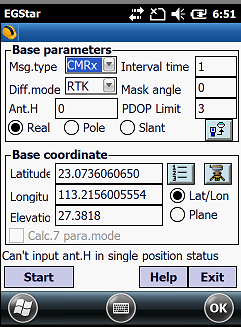 EGStar 6:51
Base parameters
Msg.type CMRx Interval time 1
Diff.mode RTK Mask angle 0
Ant.H 0 PDOP Limit 3
Real Pole Slant
Base coordinate
Latitude 23.0736060650
Longitu 113.2156005554 Lat/Lon
Elevatio 27.3818 Plane
Calc.7 para.mode
Can't input ant.H in single position status
Start Help Exit
OK